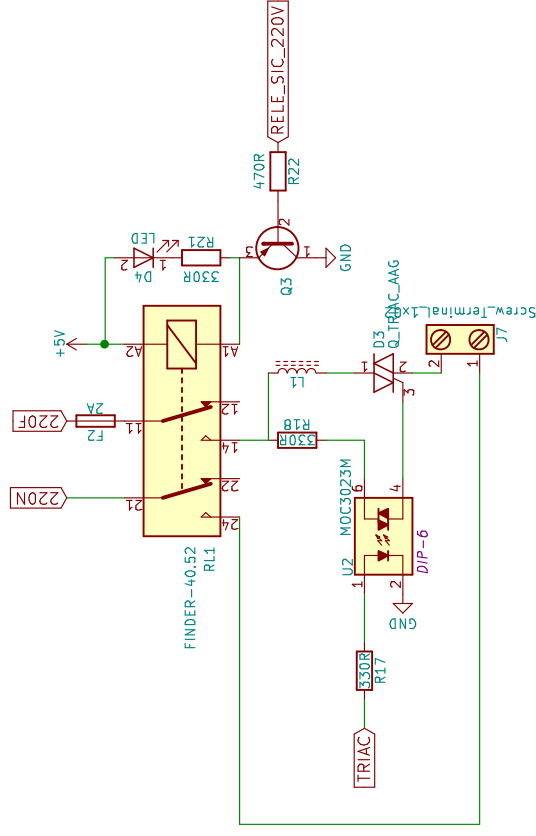 RELE_SIC_220V
470R
R22
2
3
1
Q3
GND
LED
D4
2
1
R21
330R
+5V
A2
A1
220F
2A
F2
11
12
14
220N
21
22
24
FINDER-40.52
RL1
L1
R18
330R
D3
Q_TRIAC_AAG
1
2
3
Screw_Terminal_1x02
J7
2
1
MOC3023M
U2
DIP-6
6
4
1
2
GND
330R
R17
TRIAC